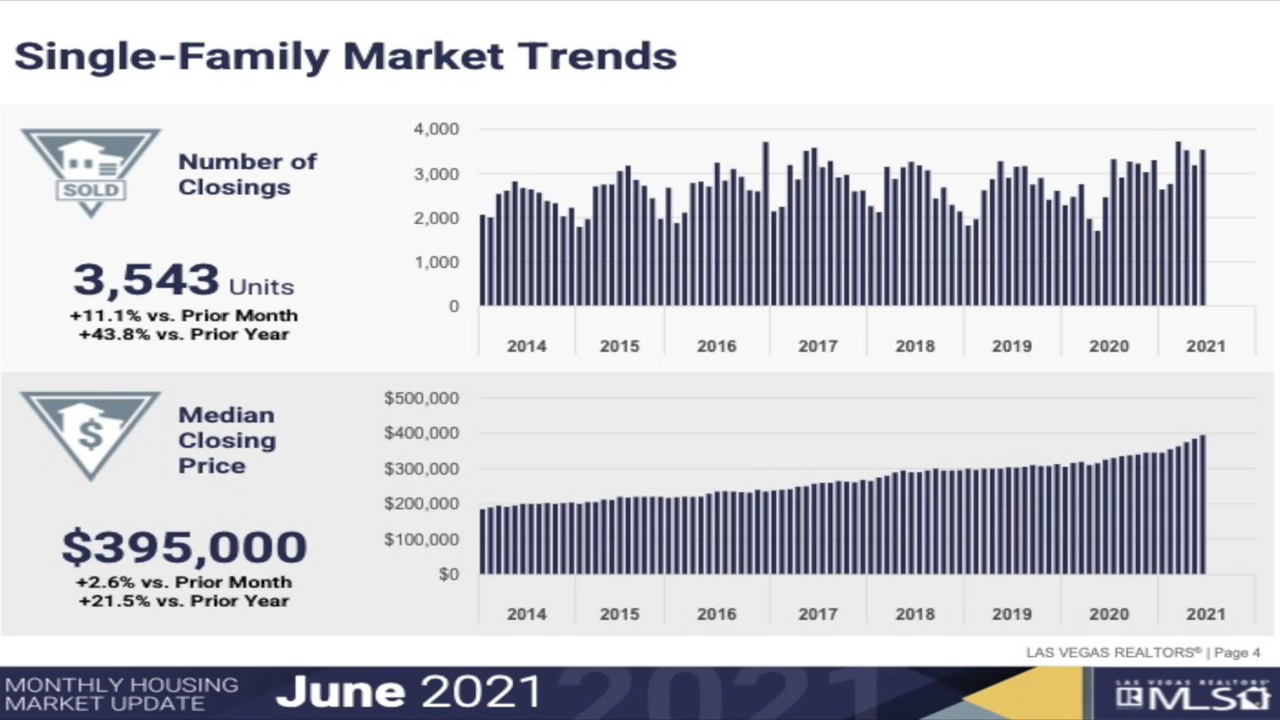 Single-Family Market Trends
SOLD
Number of
Closings
3,543 Units
+11.1% vs. Prior Month
+43.8% vs. Prior Year
4,000
3,000
2,000
1,000
0
2014 2015 2016 2017 2018 2019 2020 2021
$
Median
Closing
Price
$395,000
+2.6% vs. Prior Month
+21.5% vs. Prior Year
$500,000
$400,000
$300,000
$200,000
$100,000
$0
2014 2015 2016 2017 2018 2019 2020 2021
LAS VEGAS REALTORS® | Page 4
MONTHLY HOUSING
MARKET UPDATE
June 2021
2021
LAS VEGAS REALTORS®
MLS